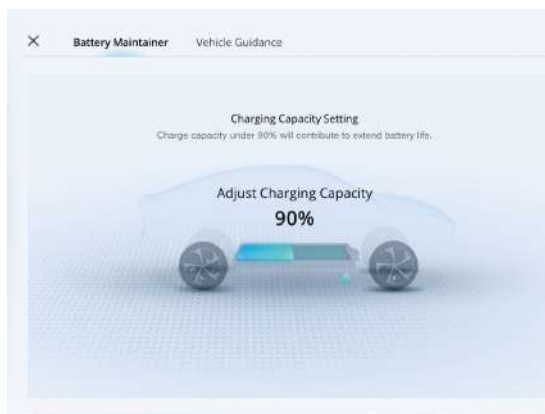 Battery Maintainer
Vehicle Guidance
Charging Capacity Setting
Charge capacity under 90% will contribute to extend battery life.
Adjust Charging Capacity
90%